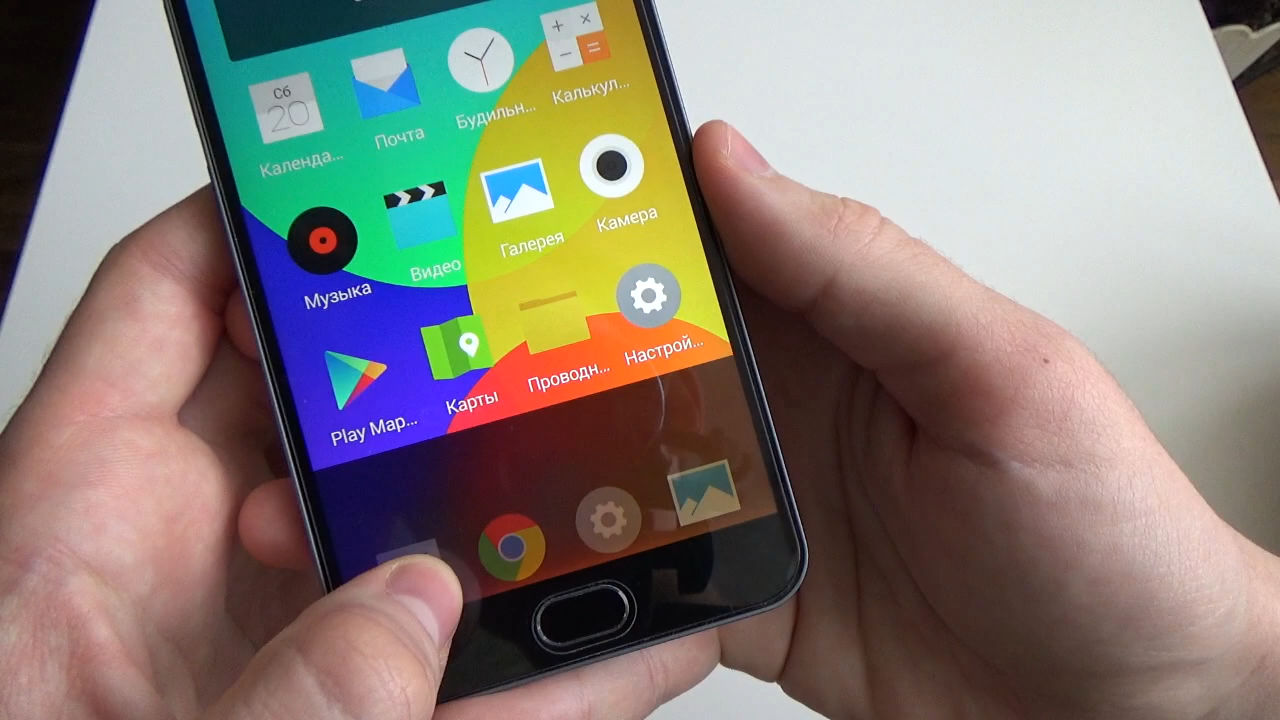 Сб
20
Календа...
Почта
Будильн...
Калькул...
Музыка
Видео
Галерея
Камера
Play Мар...
Карты
Проводн...
Настрой...